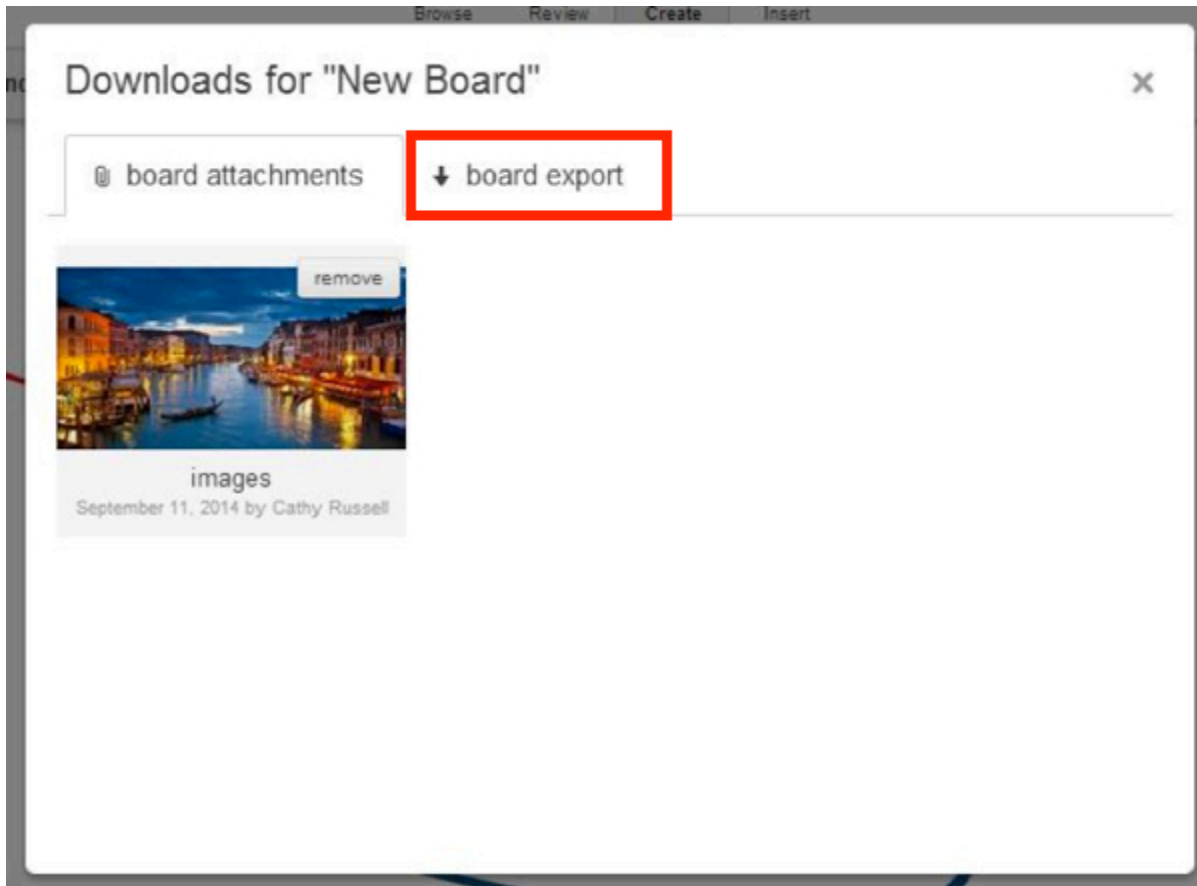 Browse Review Create Insert
Downloads for "New Board" ×
board attachments board export
remove
images
September 11, 2014 by Cathy Russell